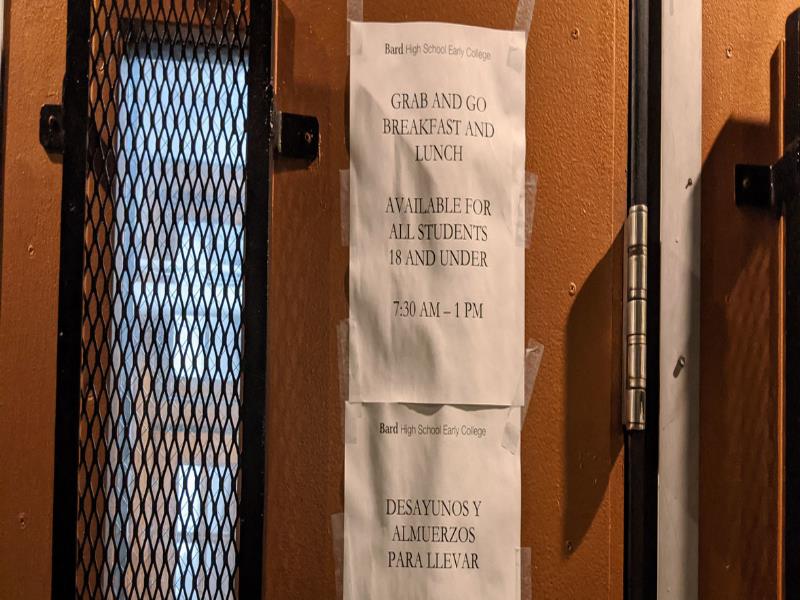 Bard High School Early College
GRAB AND GO
BREAKFAST AND
LUNCH
AVAILABLE FOR
ALL STUDENTS
18 AND UNDER
7:30 AM – 1 PM
Bard High School Early College
DESAYUNOS Y
ALMUERZOS
PARA LLEVAR